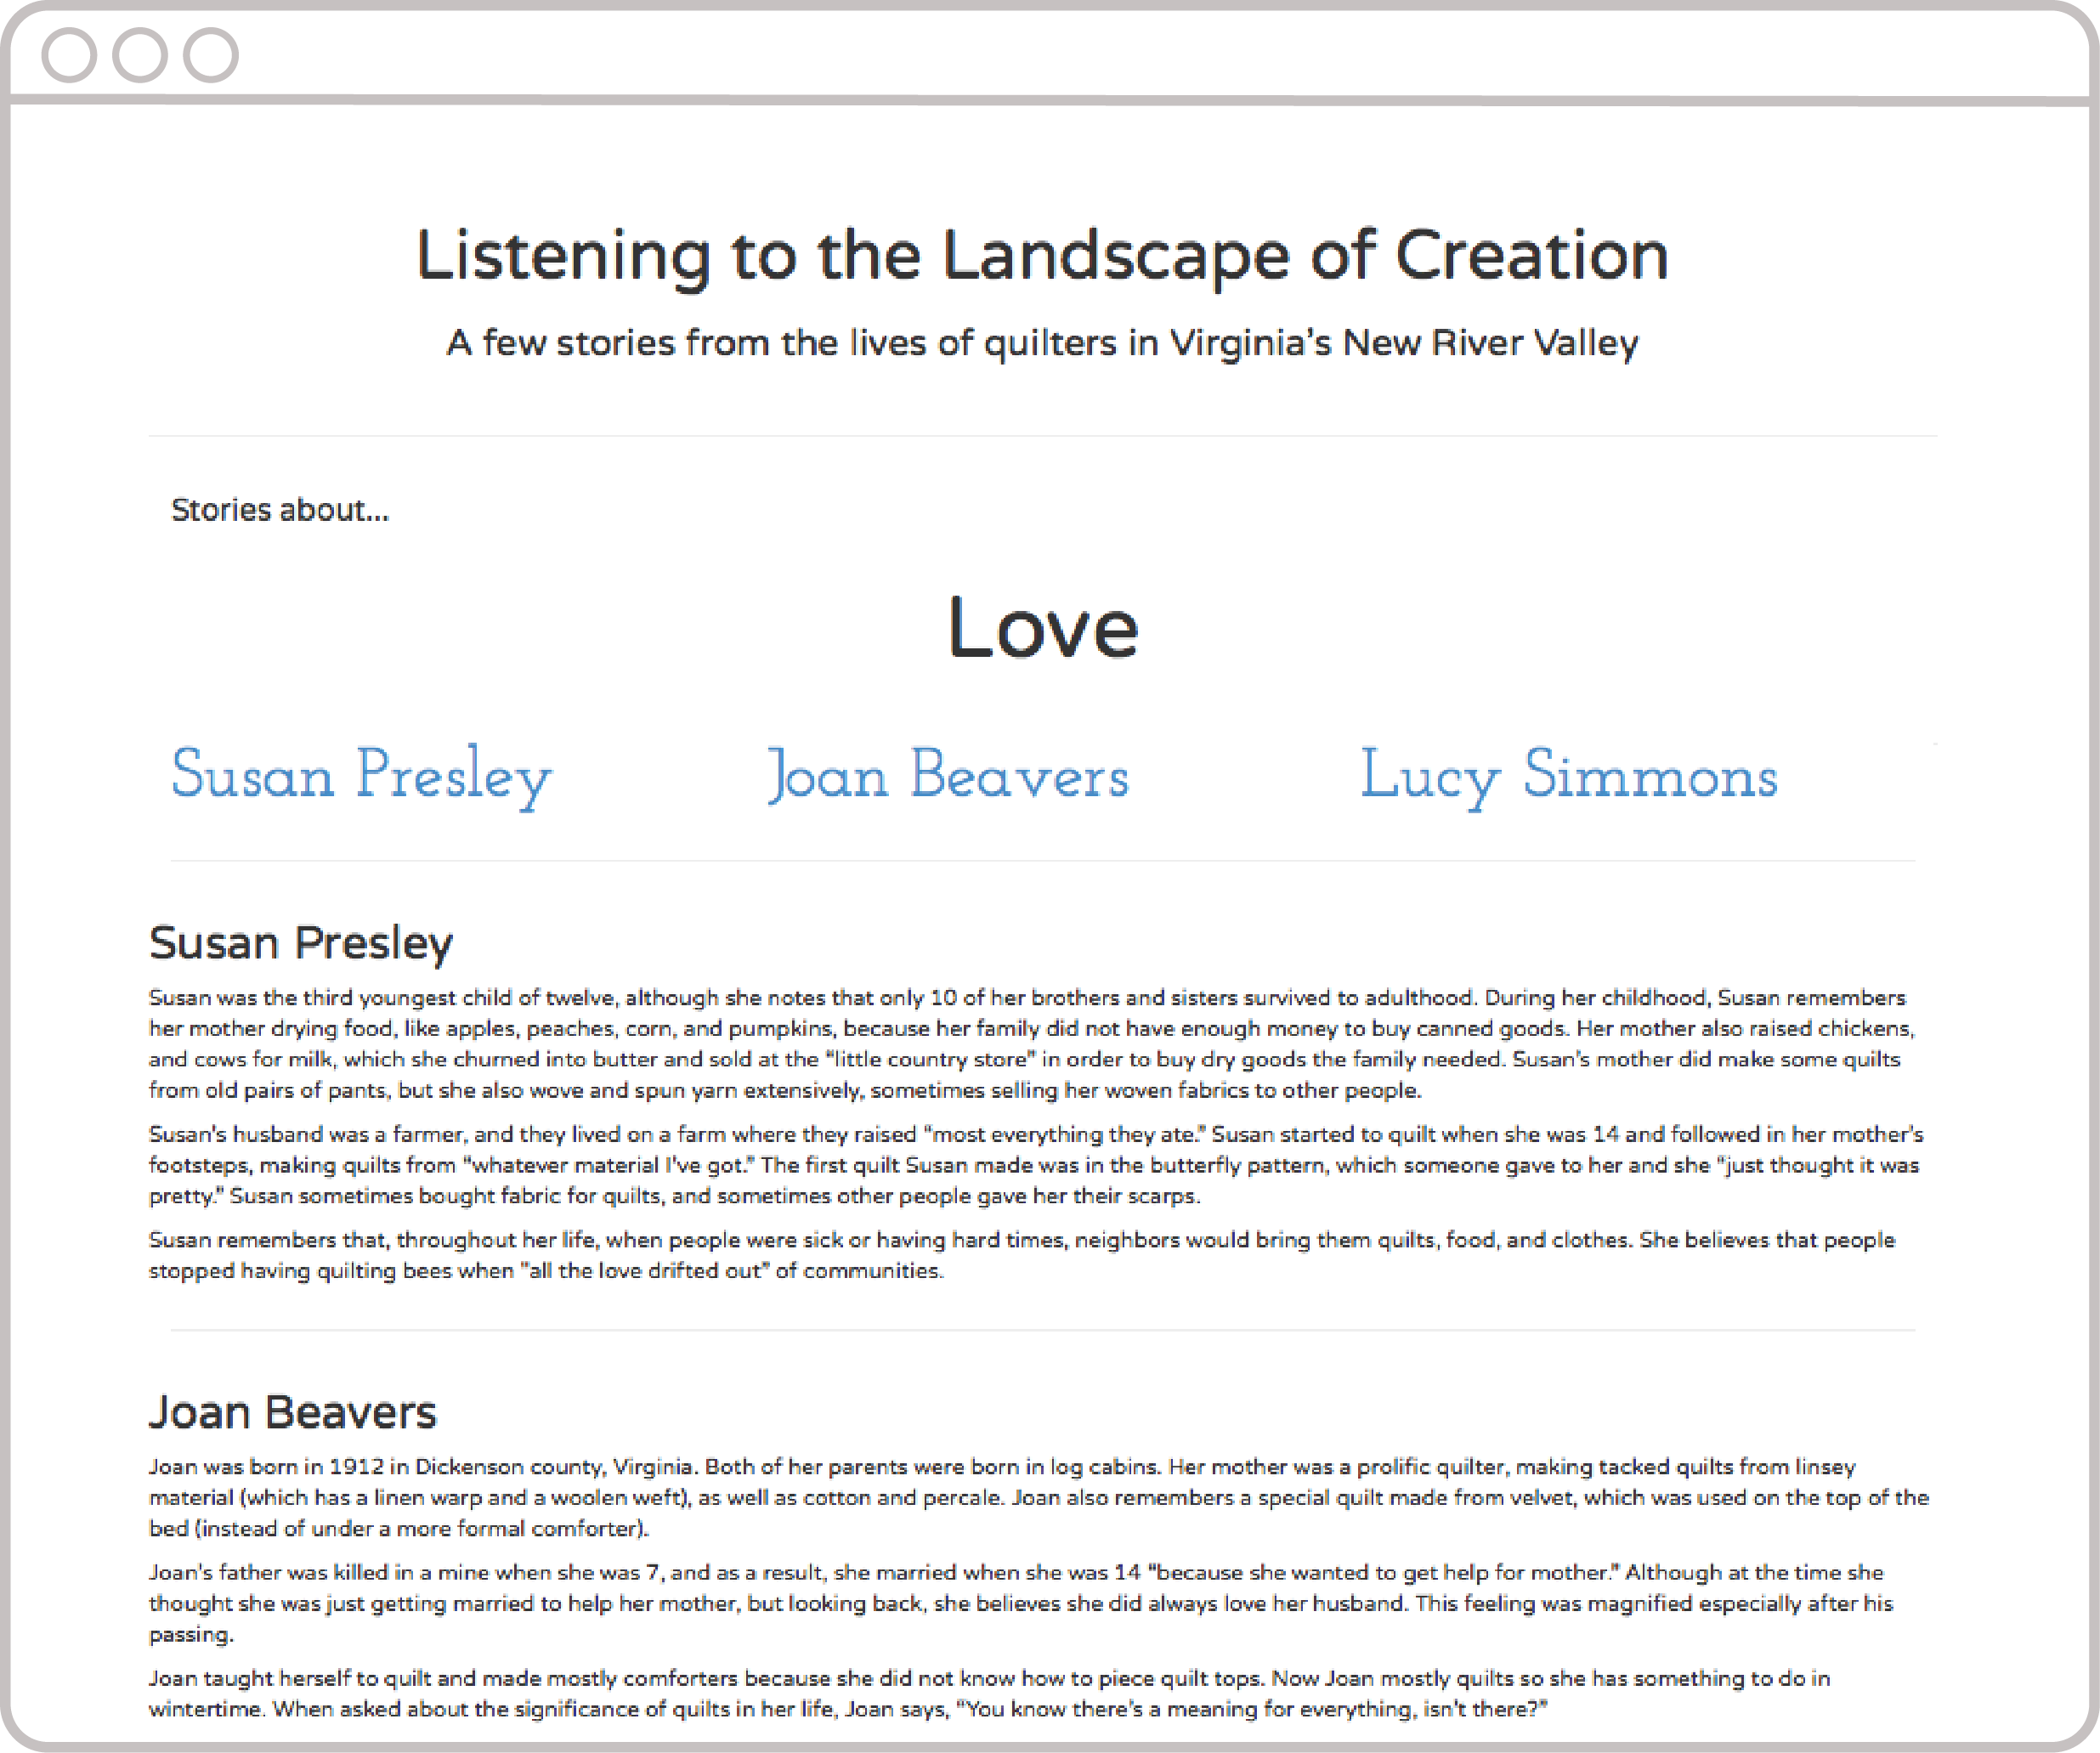 Listening to the Landscape of Creation
A few stories from the lives of quilters in Virginia's New River Valley
Stories about...
Love
Susan Presley
Joan Beavers
Lucy Simmons
Susan Presley
Susan was the third youngest child of twelve, although she notes that only 10 of her brothers and sisters survived to adulthood. During her childhood, Susan remembers
her mother drying food, like apples, peaches, corn, and pumpkins, because her family did not have enough money to buy canned goods. Her mother also raised chickens,
and cows for milk, which she churned into butter and sold at the “little country store” in order to buy dry goods the family needed. Susan's mother did make some quilts
from old pairs of pants, but she also wove and spun yarn extensively, sometimes selling her woven fabrics to other people.
Susan's husband was a farmer, and they lived on a farm where they raised “most everything they ate.” Susan started to quilt when she was 14 and followed in her mother's
footsteps, making quilts from “whatever material I've got.” The first quilt Susan made was in the butterfly pattern, which someone gave to her and she “just thought it was
pretty.” Susan sometimes bought fabric for quilts, and sometimes other people gave her their scarps.
Susan remembers that, throughout her life, when people were sick or having hard times, neighbors would bring them quilts, food, and clothes. She believes that people
stopped having quilting bees when "all the love drifted out” of communities.
Joan Beavers
Joan was born in 1912 in Dickenson county, Virginia. Both of her parents were born in log cabins. Her mother was a prolific quilter, making tacked quilts from linsey
material (which has a linen warp and a woolen weft), as well as cotton and percale. Joan also remembers a special quilt made from velvet, which was used on the top of the
bed (instead of under a more formal comforter).
Joan's father was killed in a mine when she was 7, and as a result, she married when she was 14 “because she wanted to get help for mother.” Although at the time she
thought she was just getting married to help her mother, but looking back, she believes she did always love her husband. This feeling was magnified especially after his
passing.
Joan taught herself to quilt and made mostly comforters because she did not know how to piece quilt tops. Now Joan mostly quilts so she has something to do in
wintertime. When asked about the significance of quilts in her life, Joan says, “You know there's a meaning for everything, isn't there?”